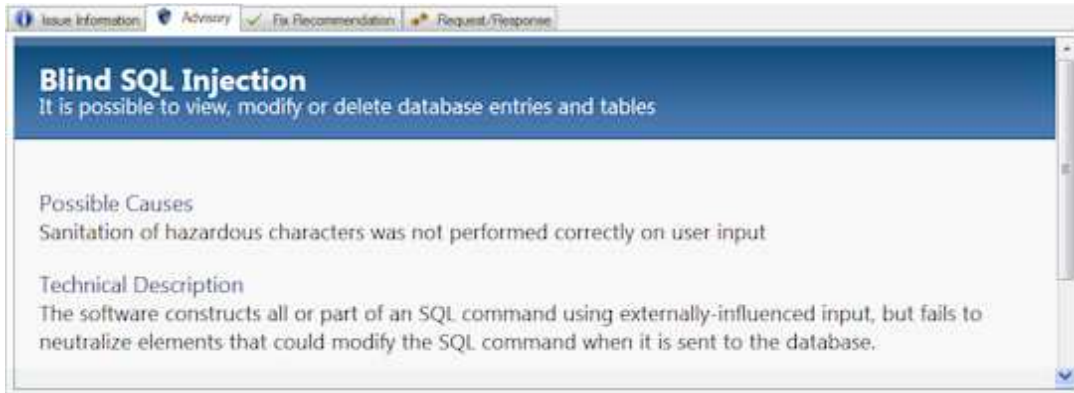 Issue Information Advisory Fix Recommendation Request/Response
Blind SQL Injection
It is possible to view, modify or delete database entries and tables
Possible Causes
Sanitation of hazardous characters was not performed correctly on user input
Technical Description
The software constructs all or part of an SQL command using externally-influenced input, but fails to
neutralize elements that could modify the SQL command when it is sent to the database.